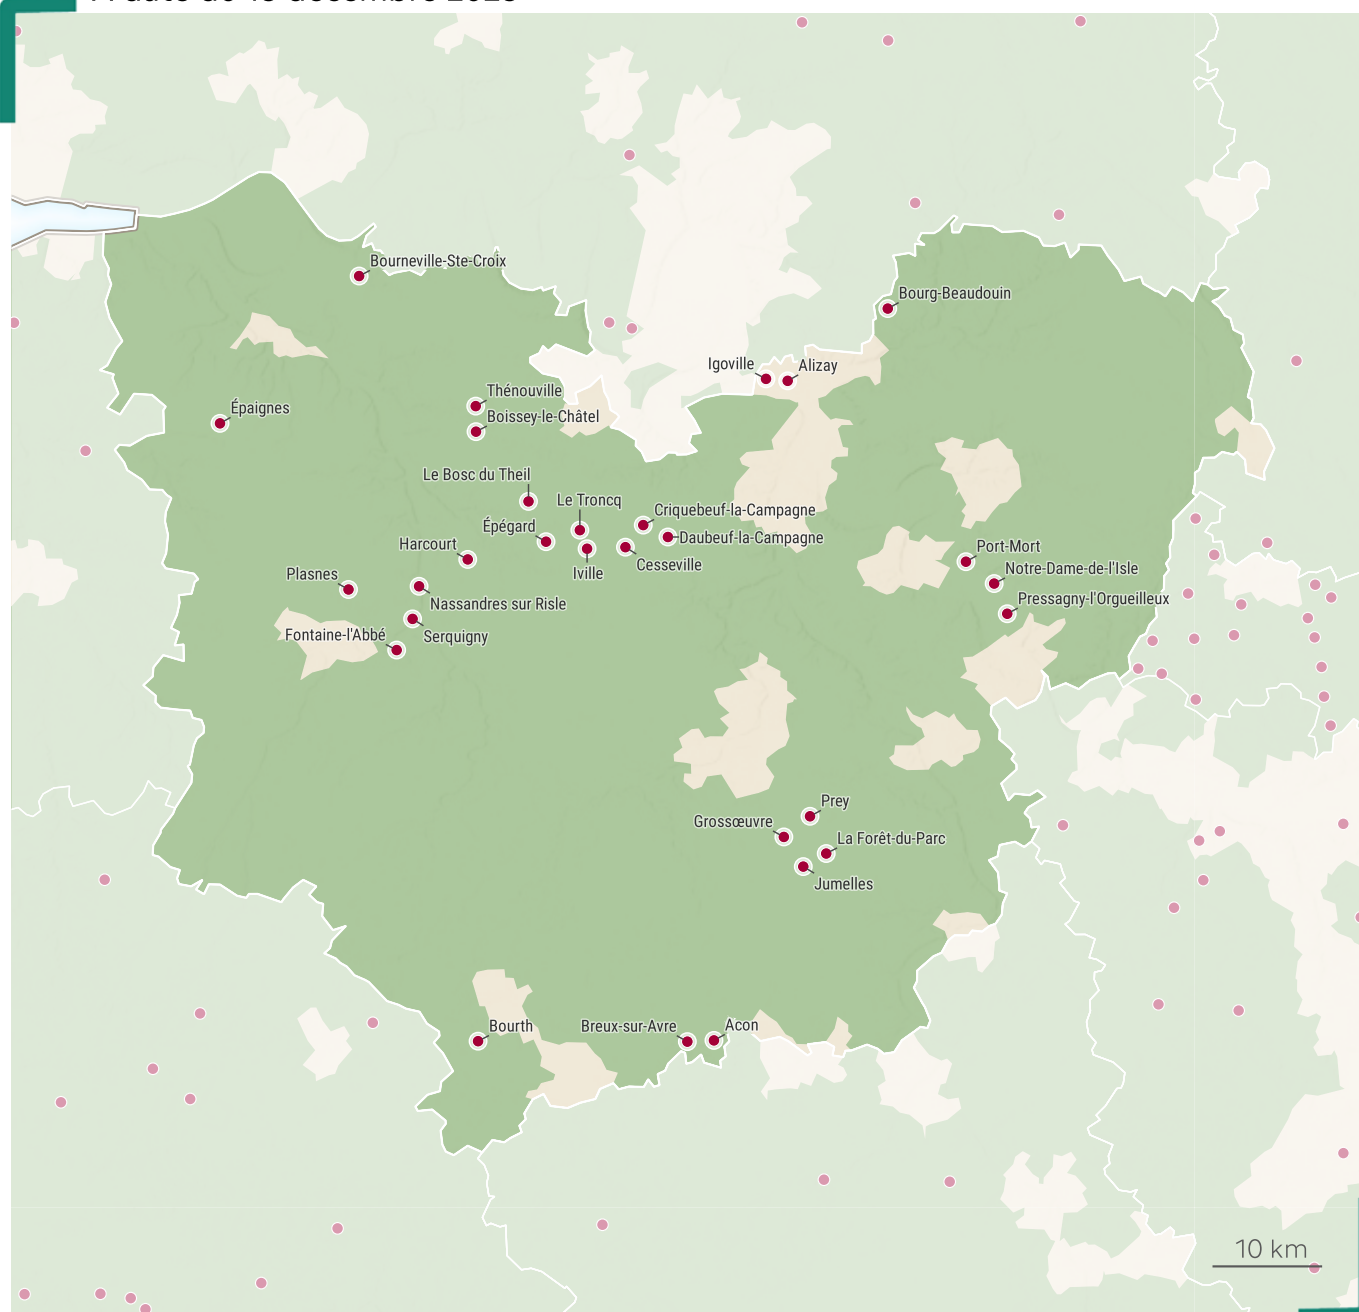 Bourneville-Ste-Croix
Bourg-Beaudouin
Igoville
Alizay
Thénouville
Épaignes
Boissey-le-Châtel
Le Bosc du Theil
Le Troncq
Criquebeuf-la-Campagne
Épégard
Daubeuf-la-Campagne
Harcourt
Port-Mort
Cesseville
Notre-Dame-de-l'Isle
Iville
Plasnes
Pressagny-l'Orgueilleux
Nassandres sur Risle
Fontaine-l'Abbé
Serquigny
Prey
Grossœuvre
La Forêt-du-Parc
Jumelles
Bourth
Breux-sur-Avre
Acon
10 km